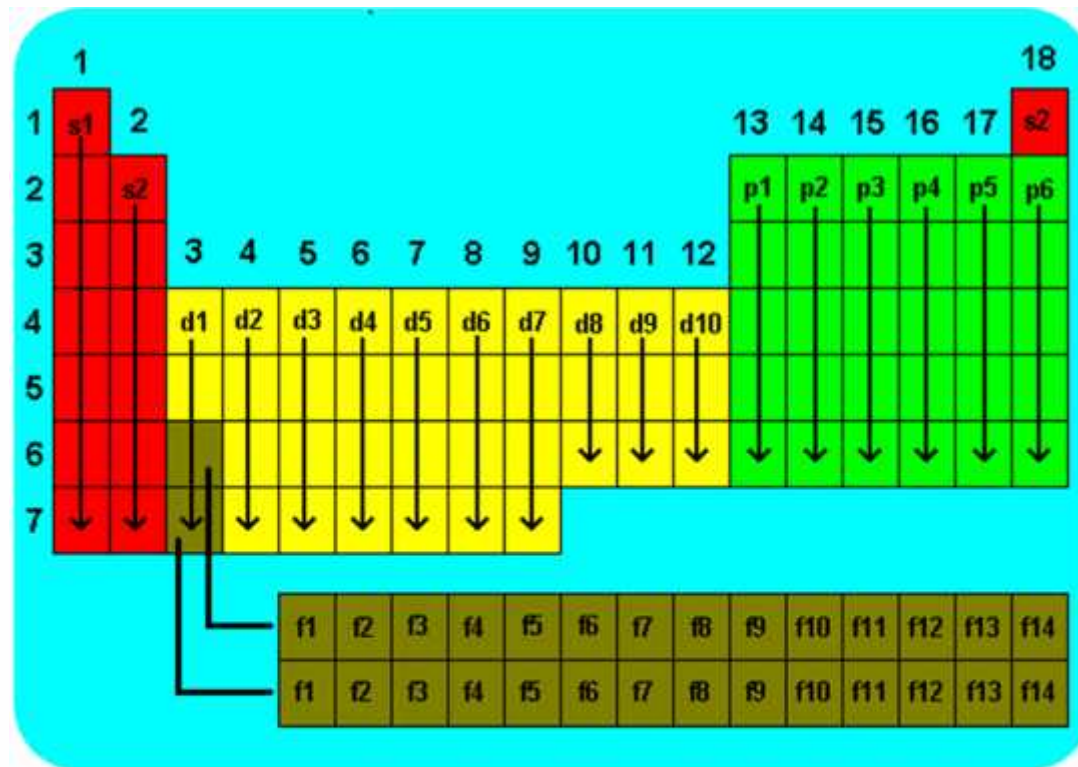 1 18
1 s1 2 13 14 15 16 17 s2
2 s2 p1 p2 p3 p4 p5 p6
3 3 4 5 6 7 8 9 10 11 12
4 d1 d2 d3 d4 d5 d6 d7 d8 d9 d10
5
6
7
f1 f2 f3 f4 f5 f6 f7 f8 f9 f10 f11 f12 f13 f14
f1 f2 f3 f4 f5 f6 f7 f8 f9 f10 f11 f12 f13 f14